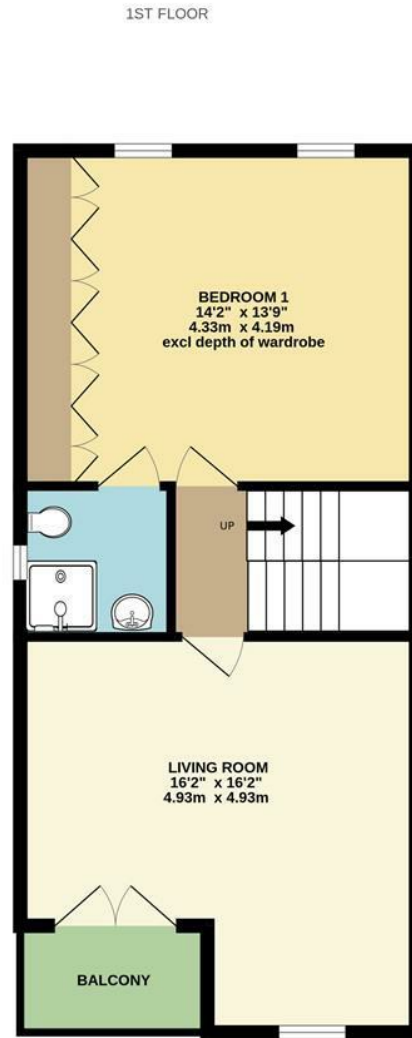 1ST FLOOR
BEDROOM 1
14'2" x 13'9"
4.33m x 4.19m
excl depth of wardrobe
UP
LIVING ROOM
16'2" x 16'2"
4.93m x 4.93m
BALCONY